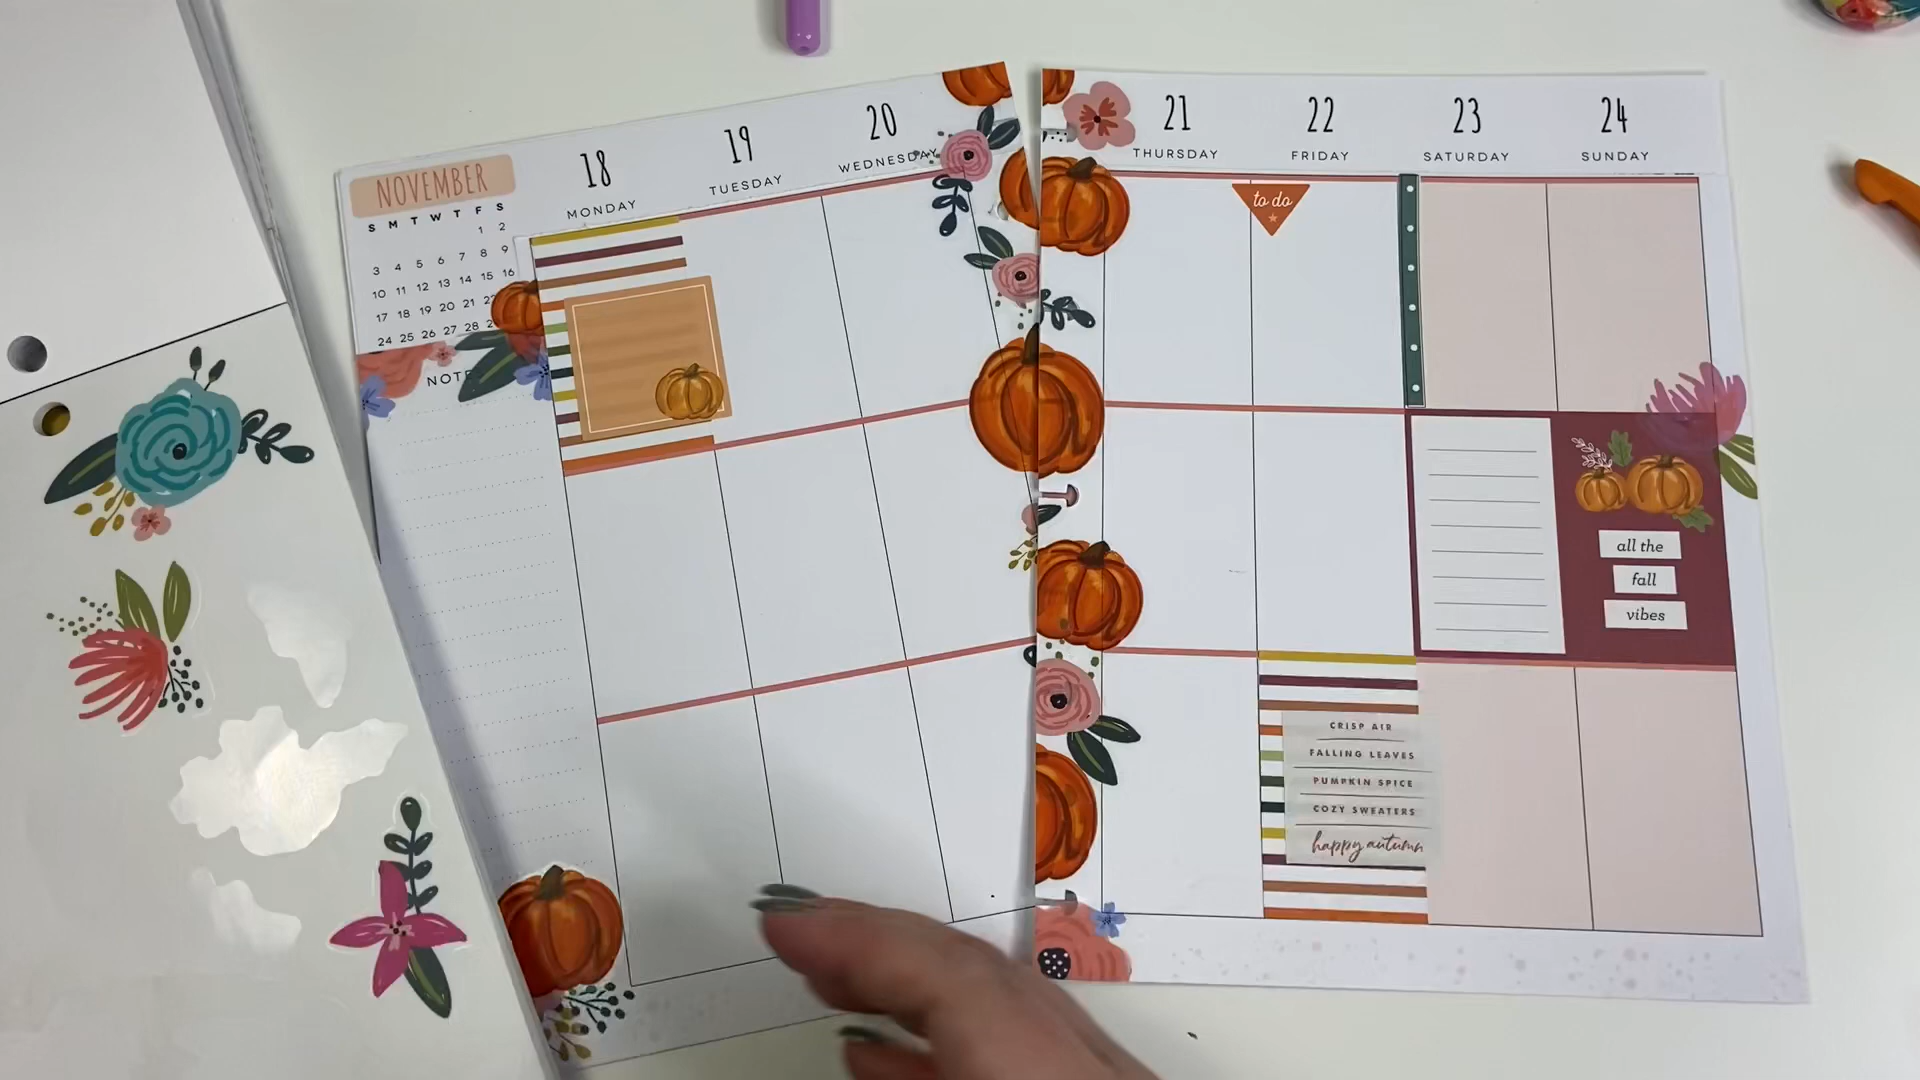 NOVEMBER
S M T W T F S
1 2
3 4 5 6 7 8 9
10 11 12 13 14 15 16
17 18 19 20 21
24 25 26 27 28
18
MONDAY
19
TUESDAY
20
WEDNESDAY
21
THURSDAY
22
FRIDAY
23
SATURDAY
24
SUNDAY
to do
all the
fall
vibes
CRISP AIR
FALLING LEAVES
PUMPKIN SPICE
COZY SWEATERS
happy autumn